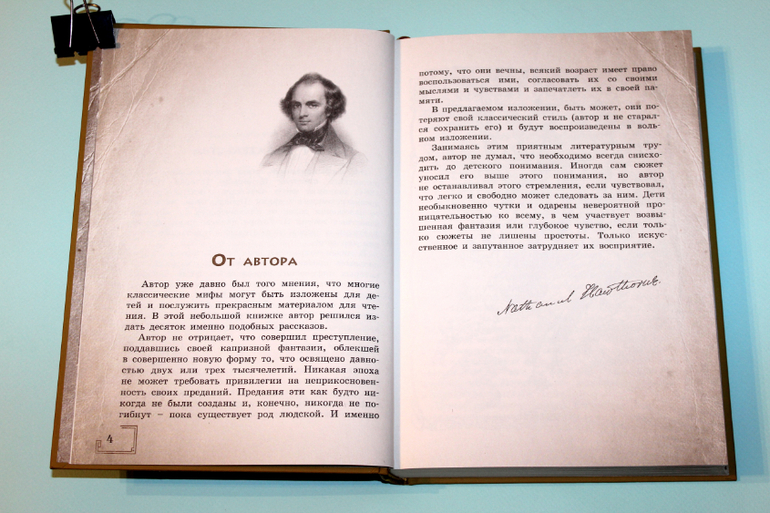 От автора
Автор уже давно был того мнения, что многие
классические мифы могут быть изложены для де-
тей и послужить прекрасным материалом для чте-
ния. В этой небольшой книжке автор решился из-
дать десяток именно подобных рассказов.
Автор не отрицает, что совершил преступление,
поддавшись своей капризной фантазии, облекшей
в совершенно новую форму то, что освящено давно-
стью двух или трех тысячелетий. Никакая эпоха
не может требовать привилегии на неприкосновен-
ность своих преданий. Предания эти как будто ни-
когда не были созданы и, конечно, никогда не по-
гибнут – пока существует род людской. И именно
4
потому, что они вечны, всякий возраст имеет право
воспользоваться ими, согласовать их со своими
мыслями и чувствами и запечатлеть их в своей па-
мяти.
В предлагаемом изложении, быть может, они по-
теряют свой классический стиль (автор и не старал-
ся сохранить его) и будут воспроизведены в воль-
ном изложении.
Занимаясь этим приятным литературным тру-
дом, автор не думал, что необходимо всегда снисхо-
дить до детского понимания. Иногда сам сюжет
уносил его выше этого понимания, но автор
не останавливал этого стремления, если чувствовал,
что легко и свободно может следовать за ним. Дети
необыкновенно чутки и одарены невероятной про-
ницательностью ко всему, в чем участвует возвы-
шенная фантазия или глубокое чувство, если толь-
ко сюжеты не лишены простоты. Только искус-
ственное и запутанное затрудняет их восприятие.
Nathaniel Hawthorne.